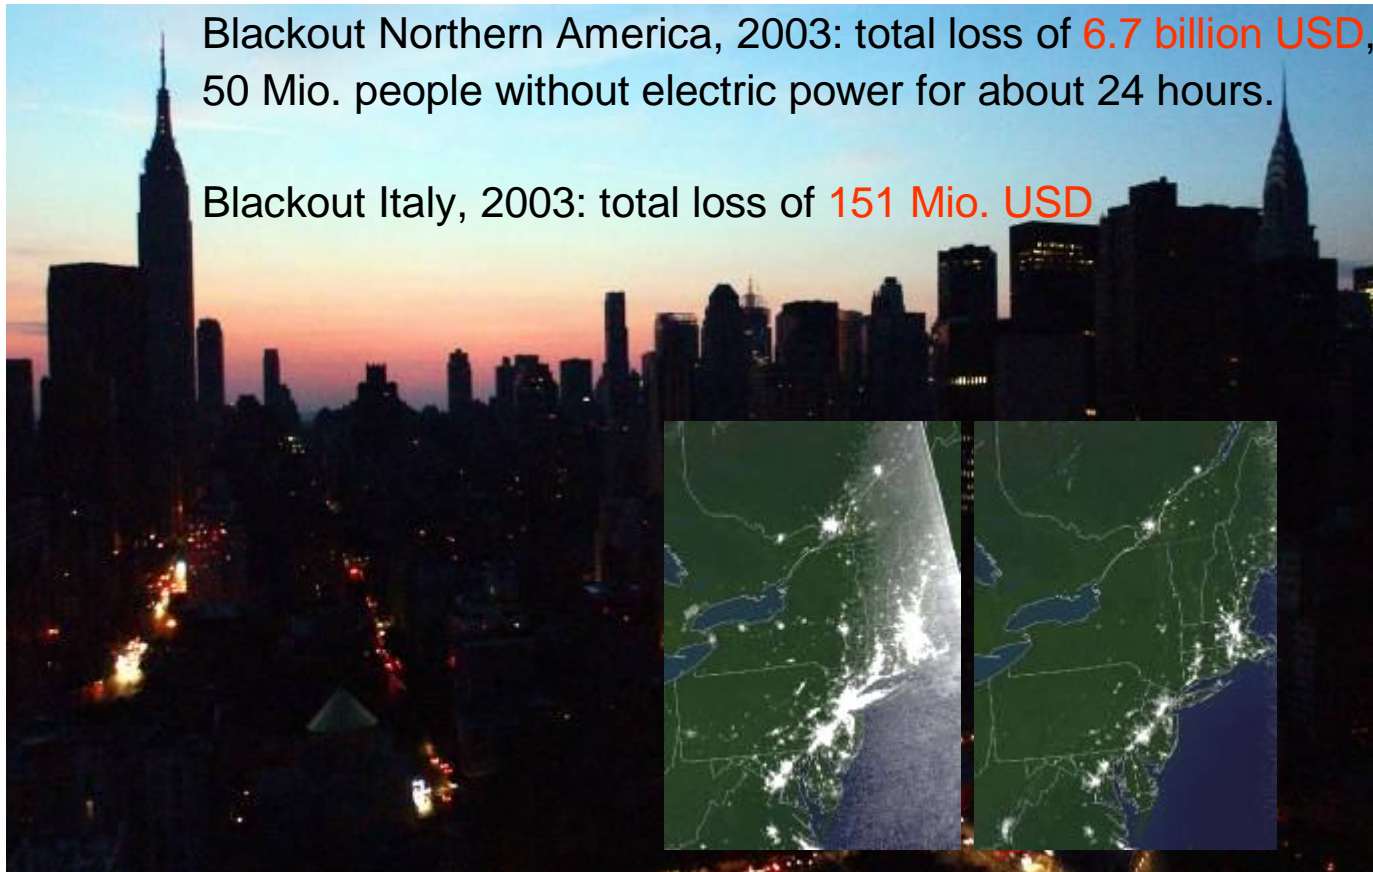 Blackout Northern America, 2003: total loss of 6.7 billion USD,
50 Mio. people without electric power for about 24 hours.
Blackout Italy, 2003: total loss of 151 Mio. USD